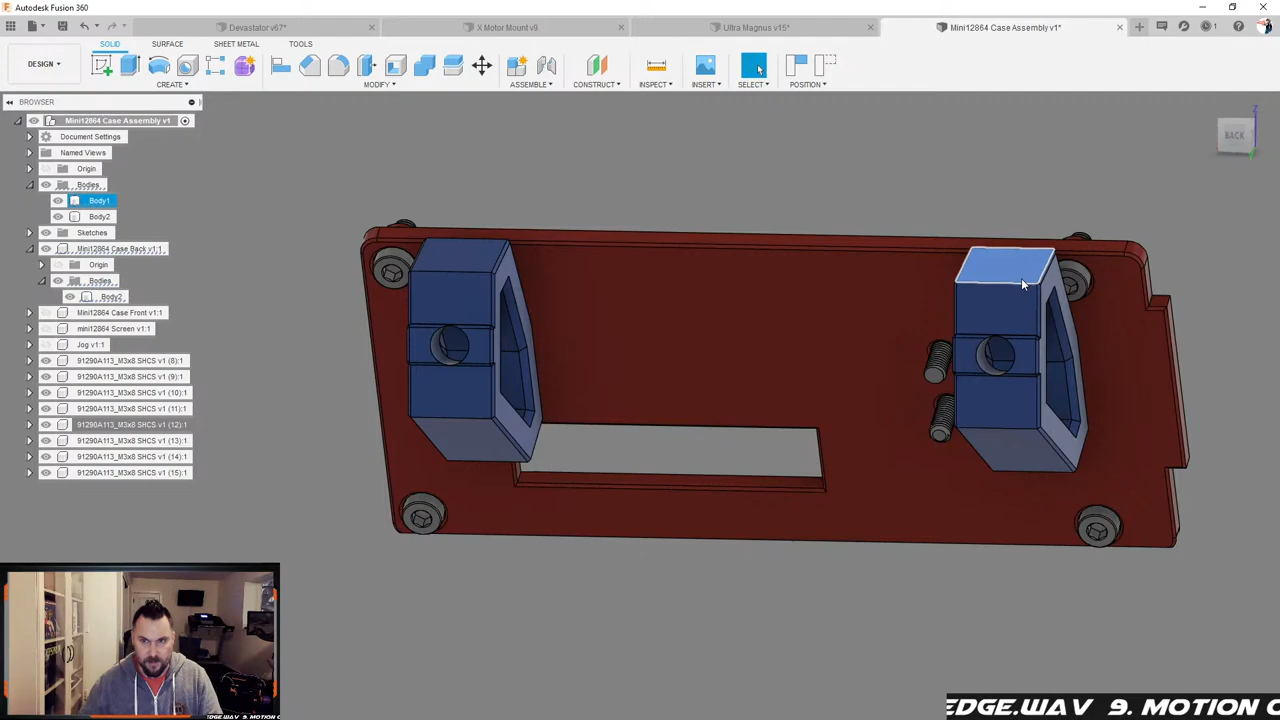 Autodesk Fusion 360
Devastator v67*
X Motor Mount v9
Ultra Magnus v15*
Mini12864 Case Assembly v1*
1
SOLID
SURFACE
SHEET METAL
TOOLS
DESIGN
CREATE
MODIFY
ASSEMBLE
CONSTRUCT
INSPECT
INSERT
SELECT
POSITION
BROWSER
Mini12864 Case Assembly v1
Document Settings
Named Views
Origin
Bodies
Body1
Body2
Sketches
Mini12864 Case Back v1:1
Origin
Bodies
Body2
Mini12864 Case Front v1:1
mini12864 Screen v1:1
Jog v1:1
91290A113_M3x8 SHCS v1 (8):1
91290A113_M3x8 SHCS v1 (9):1
91290A113_M3x8 SHCS v1 (10):1
91290A113_M3x8 SHCS v1 (11):1
91290A113_M3x8 SHCS v1 (12):1
91290A113_M3x8 SHCS v1 (13):1
91290A113_M3x8 SHCS v1 (14):1
91290A113_M3x8 SHCS v1 (15):1
Z
BACK
EDGE.WAV 9. MOTION